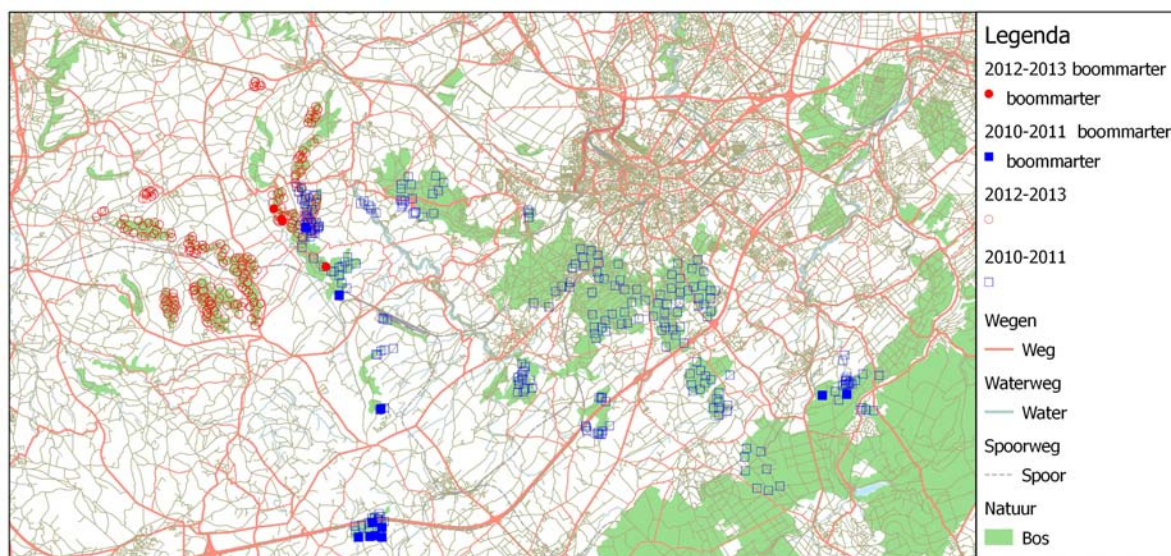 Legenda
2012-2013 boommarter
boommarter
2010-2011 boommarter
boommarter
2012-2013
2010-2011
Wegen
Weg
Waterweg
Water
Spoorweg
Spoor
Natuur
Bos